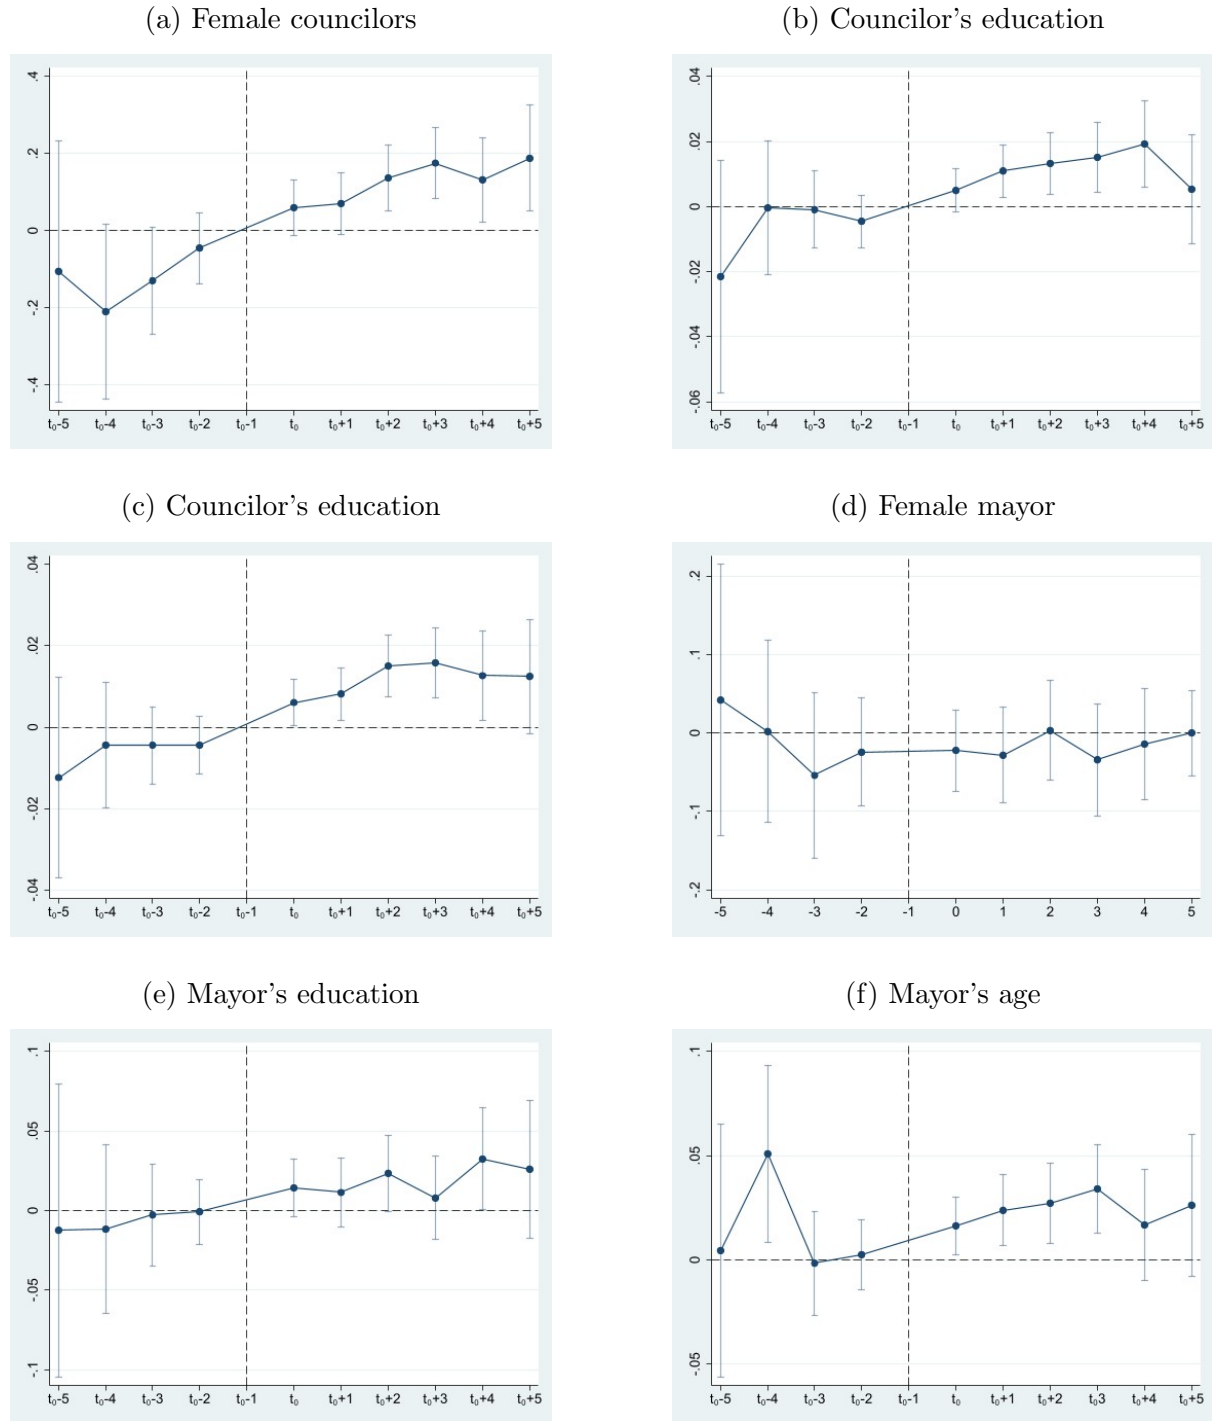 (a) Female councilors
(b) Councilor's education
.4
.2
0
-.2
-.4
t₀-5 t₀-4 t₀-3 t₀-2 t₀-1 t₀ t₀+1 t₀+2 t₀+3 t₀+4 t₀+5
.04
.02
0
-.02
-.04
-.06
t₀-5 t₀-4 t₀-3 t₀-2 t₀-1 t₀ t₀+1 t₀+2 t₀+3 t₀+4 t₀+5
(c) Councilor's education
(d) Female mayor
.04
.02
0
-.02
-.04
t₀-5 t₀-4 t₀-3 t₀-2 t₀-1 t₀ t₀+1 t₀+2 t₀+3 t₀+4 t₀+5
.2
.1
0
-.1
-.2
-5 -4 -3 -2 -1 0 1 2 3 4 5
(e) Mayor's education
(f) Mayor's age
.1
.05
0
-.05
-.1
t₀-5 t₀-4 t₀-3 t₀-2 t₀-1 t₀ t₀+1 t₀+2 t₀+3 t₀+4 t₀+5
.1
.05
0
-.05
t₀-5 t₀-4 t₀-3 t₀-2 t₀-1 t₀ t₀+1 t₀+2 t₀3 t₀+4 t₀+5